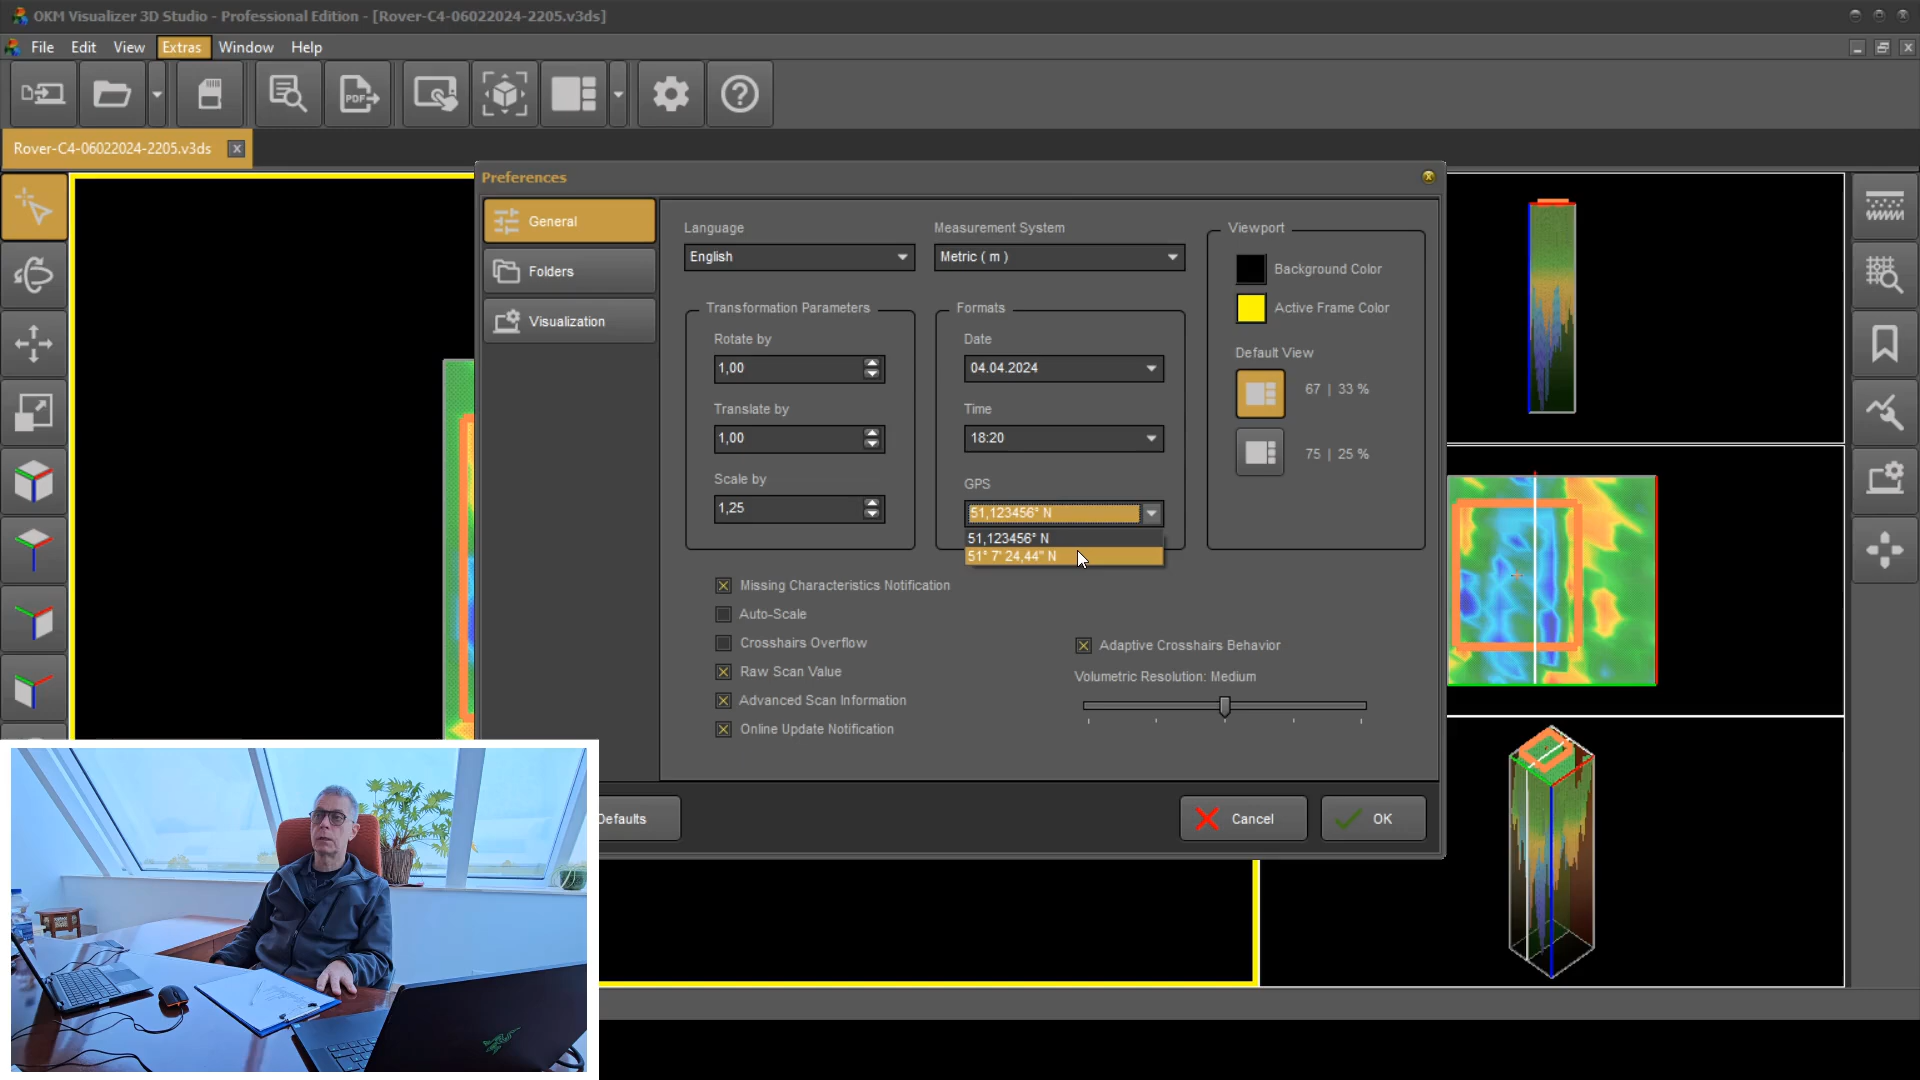 OKM Visualizer 3D Studio - Professional Edition - [Rover-C4-06022024-2205.v3ds]
File Edit View Extras Window Help
PDF
Rover-C4-06022024-2205.v3ds
Preferences
General
Folders
Visualization
Language
English
Measurement System
Metric ( m )
Transformation Parameters
Rotate by
1,00
Translate by
1,00
Scale by
1,25
Formats
Date
04.04.2024
Time
18:20
GPS
51,123456° N
51,123456° N
51° 7' 24,44" N
Viewport
Background Color
Active Frame Color
Default View
67 | 33 %
75 | 25 %
Missing Characteristics Notification
Auto-Scale
Crosshairs Overflow
Raw Scan Value
Advanced Scan Information
Online Update Notification
Adaptive Crosshairs Behavior
Volumetric Resolution: Medium
Defaults
Cancel
OK